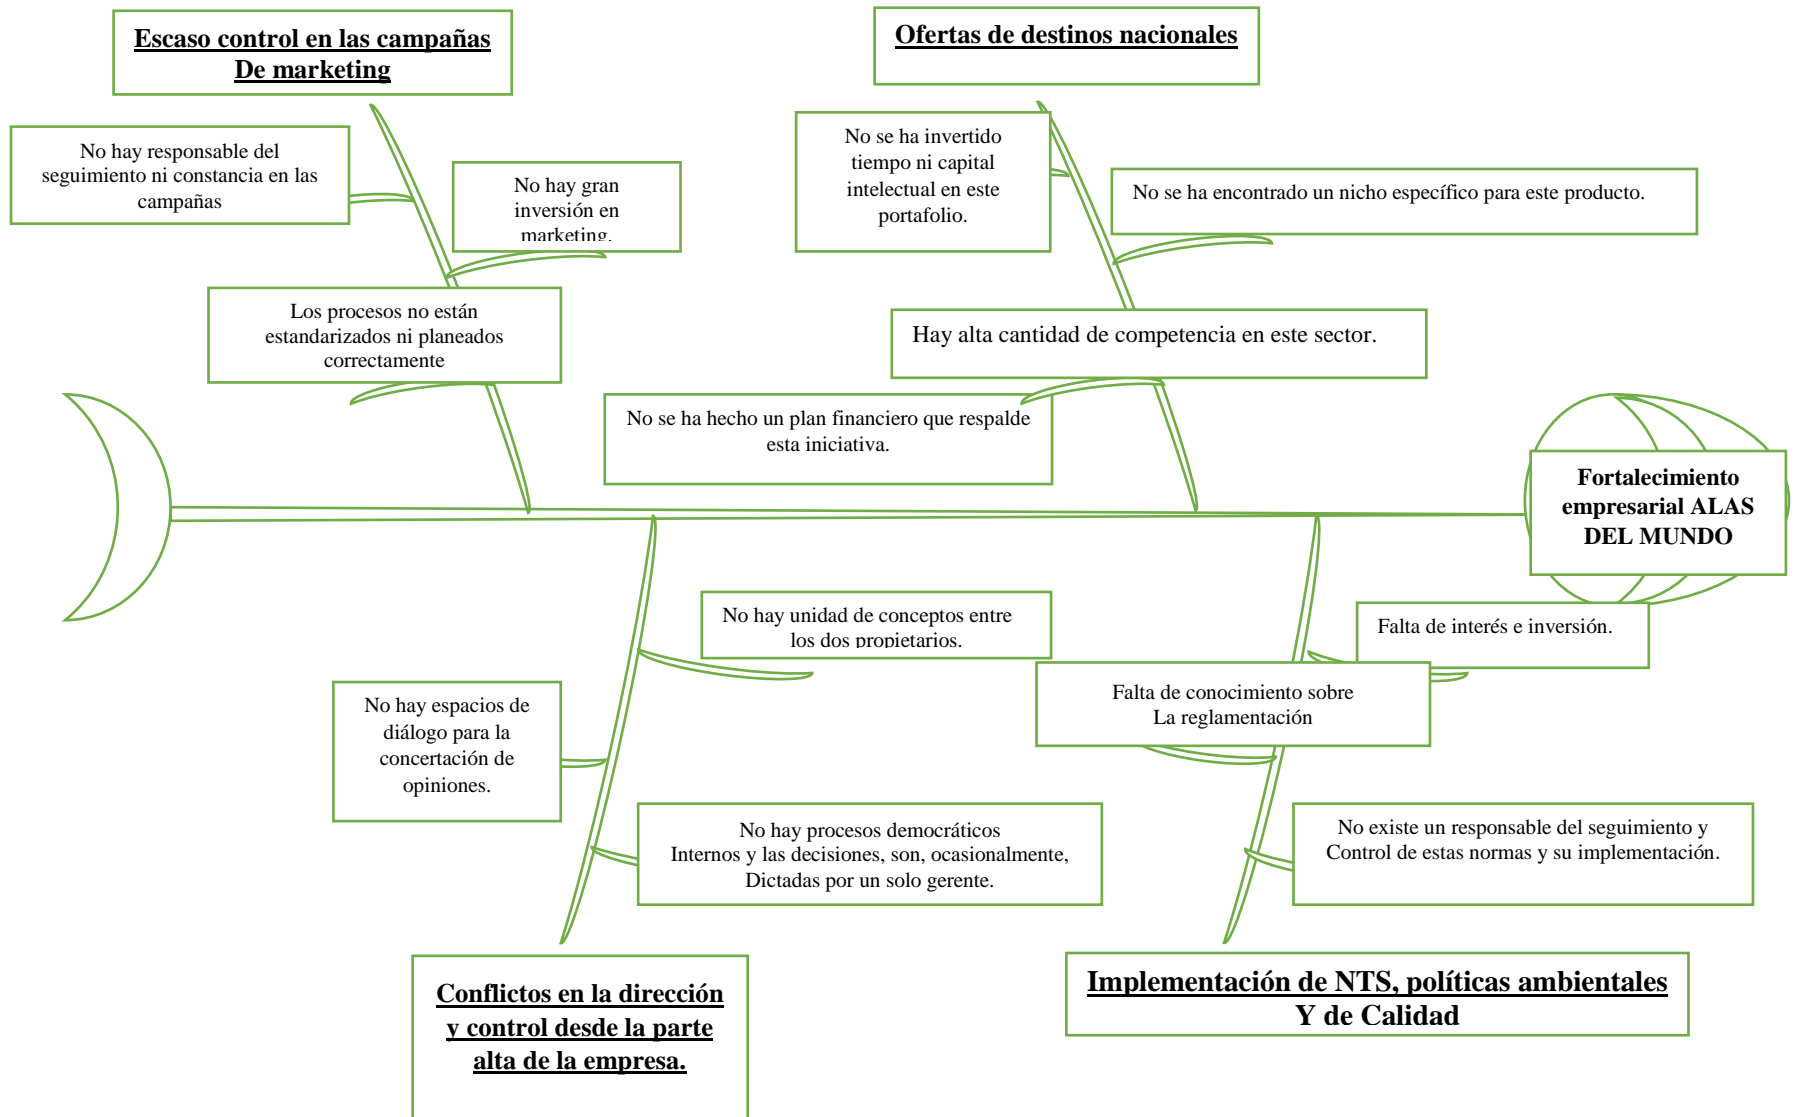 Escaso control en las campañas
De marketing
Ofertas de destinos nacionales
No hay responsable del
seguimiento ni constancia en las
campañas
No hay gran
inversión en
marketing.
Los procesos no están
estandarizados ni planeados
correctamente
No se ha invertido
tiempo ni capital
intelectual en este
portafolio.
No se ha encontrado un nicho específico para este producto.
Hay alta cantidad de competencia en este sector.
No se ha hecho un plan financiero que respalde
esta iniciativa.
Fortalecimiento
empresarial ALAS
DEL MUNDO
No hay unidad de conceptos entre
los dos propietarios.
No hay espacios de
diálogo para la
concertación de
opiniones.
No hay procesos democráticos
Internos y las decisiones, son, ocasionalmente,
Dictadas por un solo gerente.
Falta de interés e inversión.
Falta de conocimiento sobre
La reglamentación
No existe un responsable del seguimiento y
Control de estas normas y su implementación.
Conflictos en la dirección
y control desde la parte
alta de la empresa.
Implementación de NTS, políticas ambientales
Y de Calidad